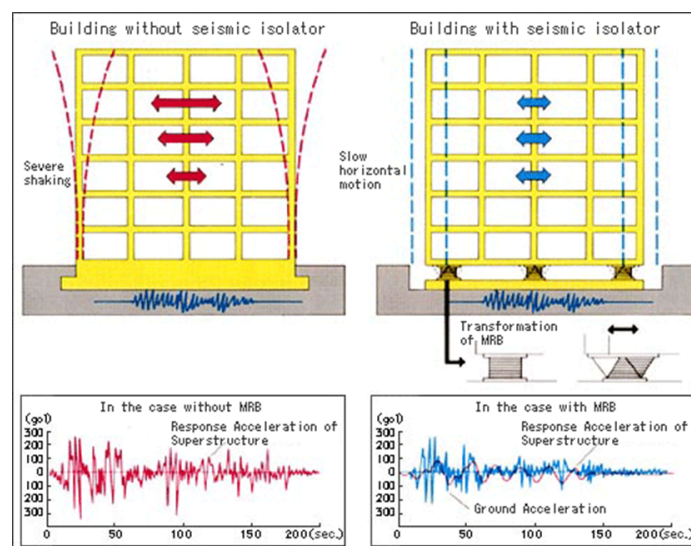 Building without seismic isolator
Building with seismic isolator
Severe
shaking
Slow
horizontal
motion
Transformation
of MRB
In the case without MRB
(gol)
300
200
100
0
100
200
300
Response Acceleration of
Superstructure
0
50
100
150
200(sec.)
In the case with MRB
(gol)
300
200
100
0
100
200
300
Response Acceleration of
Superstructure
Ground Acceleration
0
50
100
150
200(sec.)